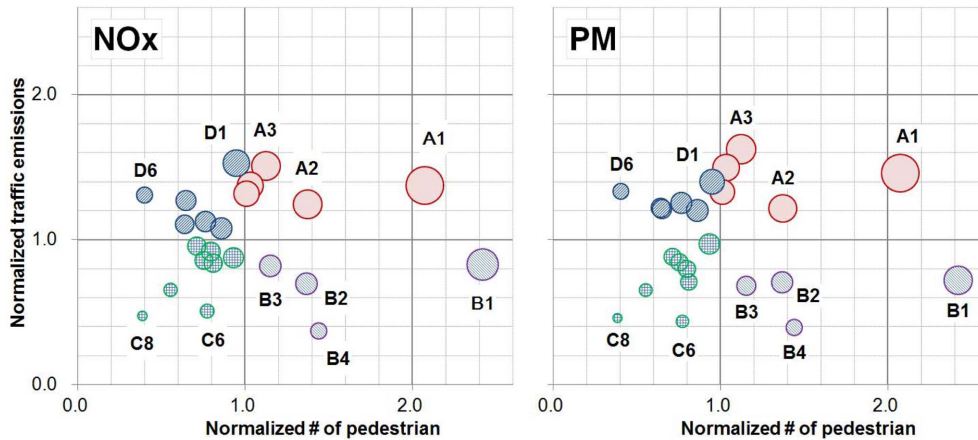 NOx
Normalized traffic emissions
2.0
1.0
0.0
D1
A3
A1
A2
D6
B3
B2
B1
B4
C8
C6
0.0
1.0
2.0
Normalized # of pedestrian
PM
A3
A1
D1
D6
A2
B3
B2
B1
B4
C8
C6
0.0
1.0
2.0
Normalized # of pedestrian